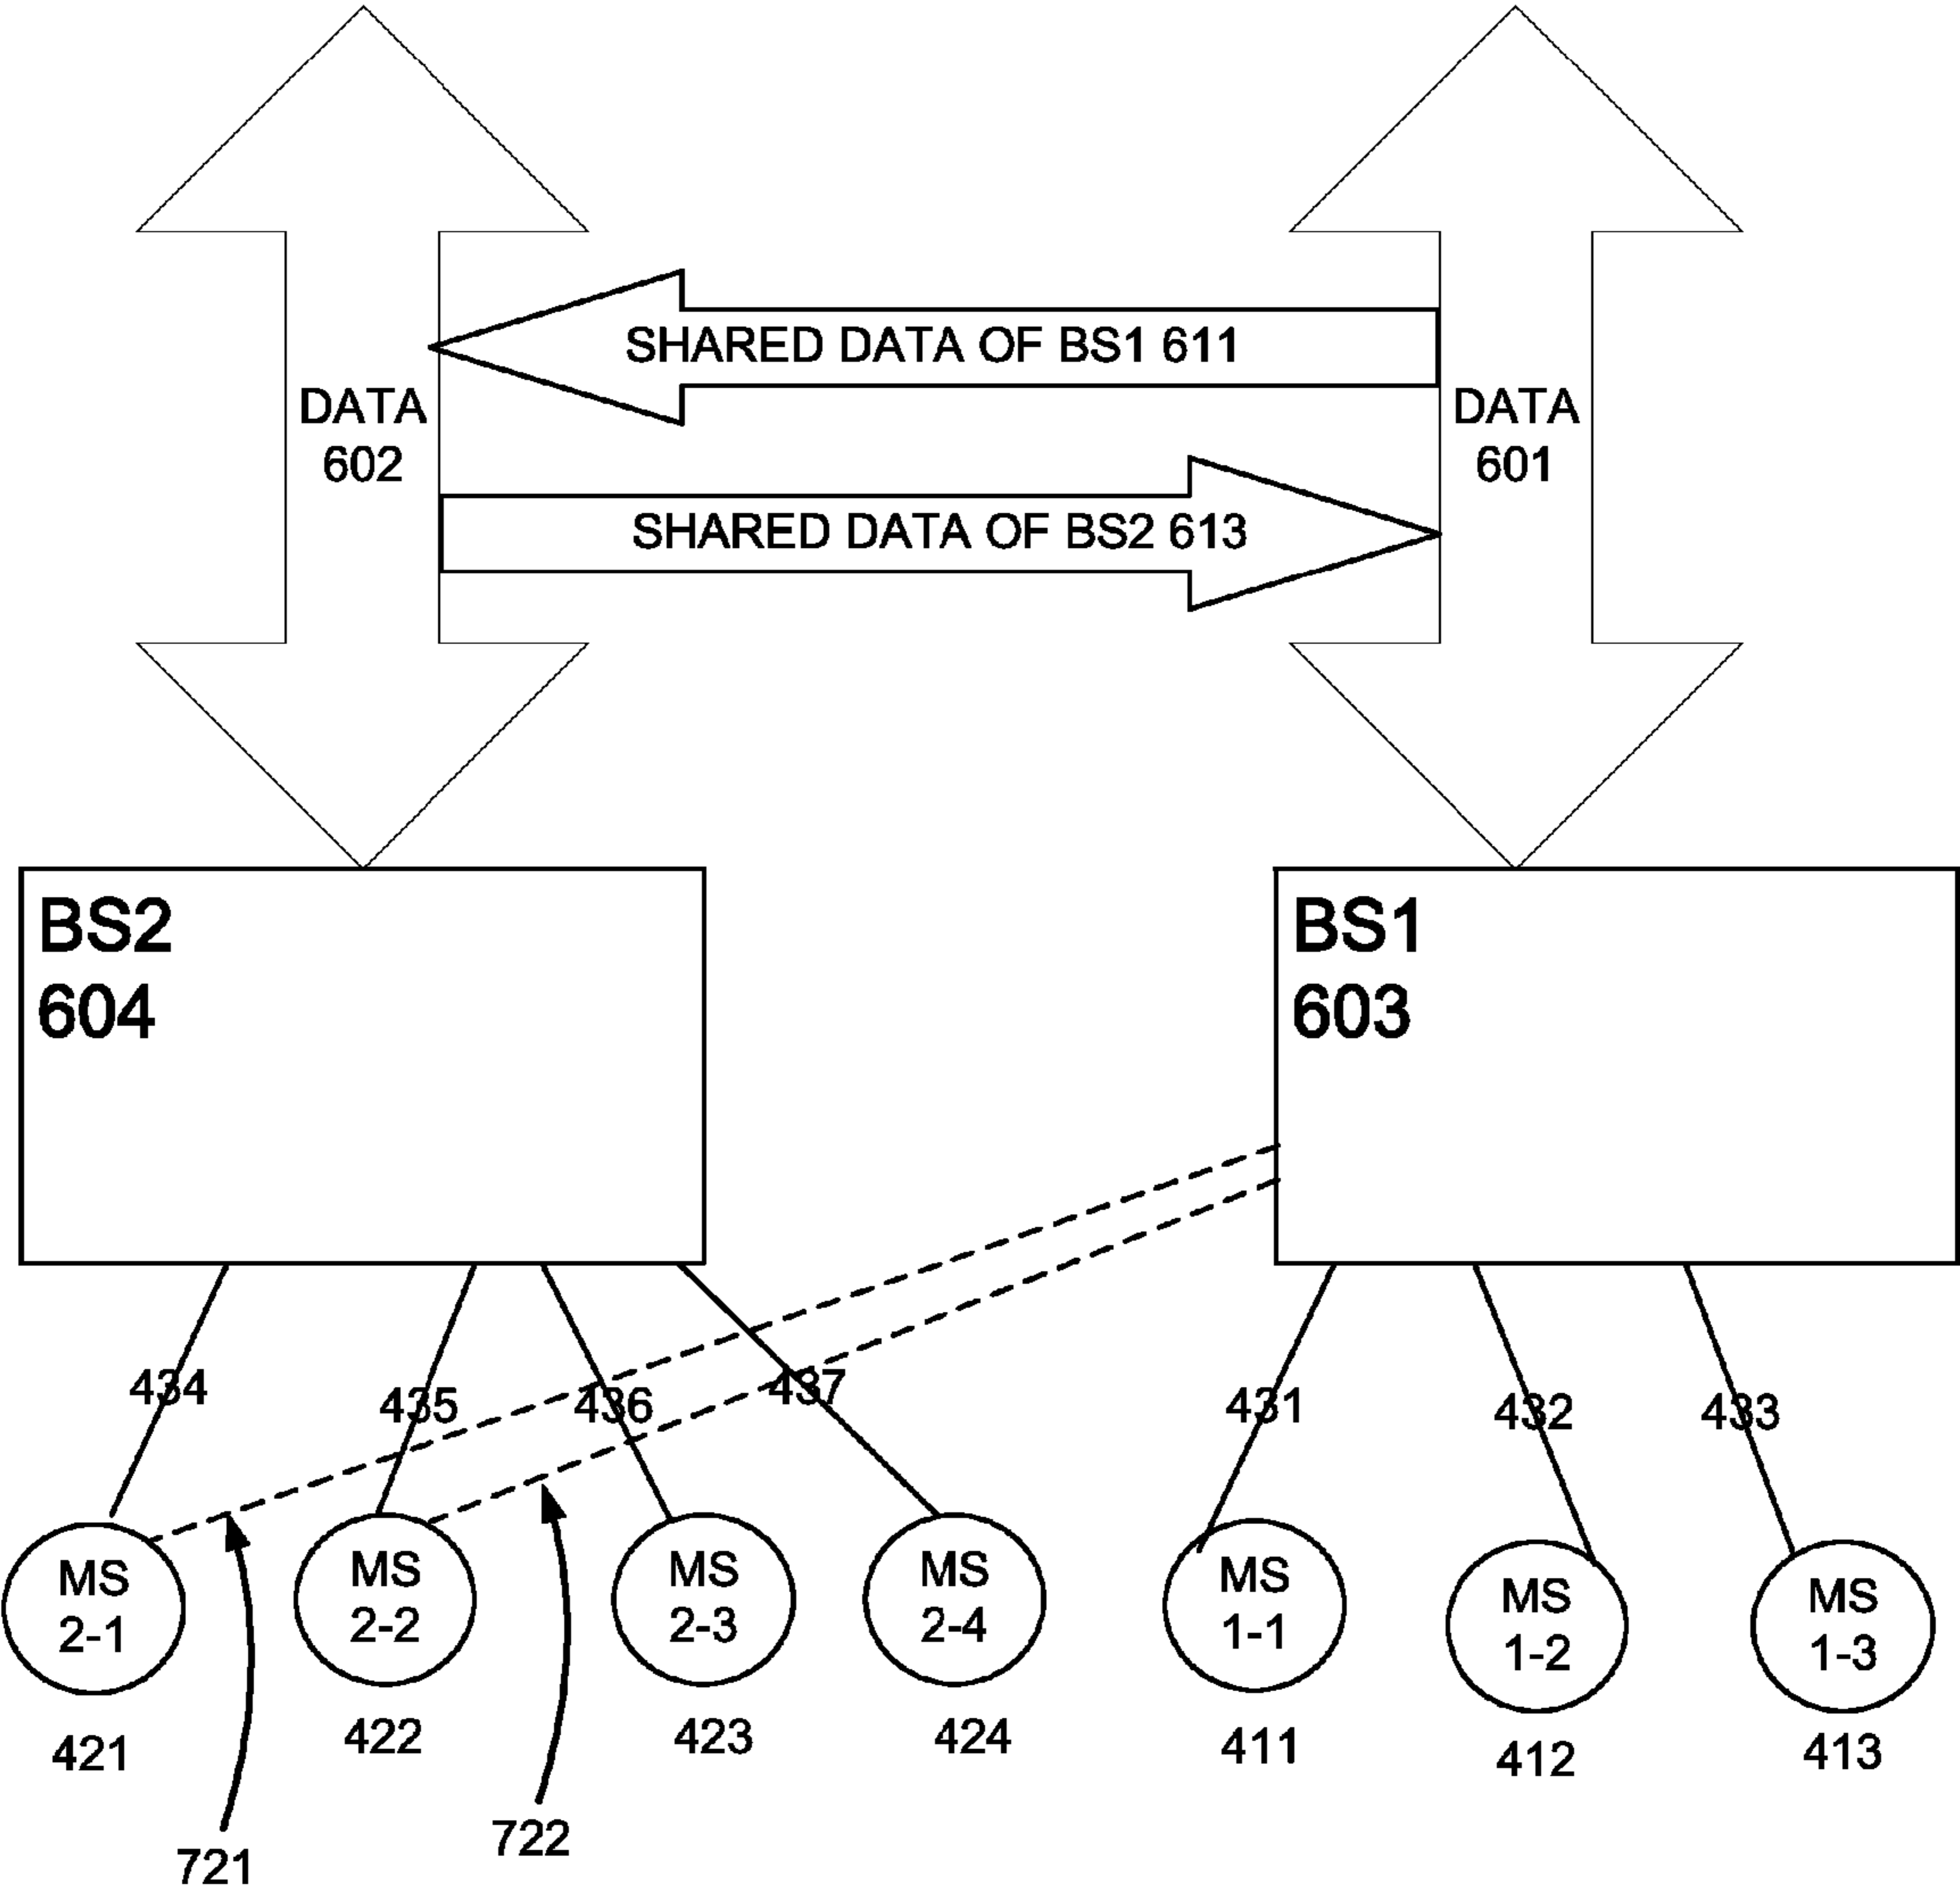 SHARED DATA OF BS1 611
DATA
602
DATA
601
SHARED DATA OF BS2 613
BS2
604
BS1
603
434
435
436
437
431
432
433
MS
2-1
MS
2-2
MS
2-3
MS
2-4
MS
1-1
MS
1-2
MS
1-3
421
422
423
424
411
412
413
721
722